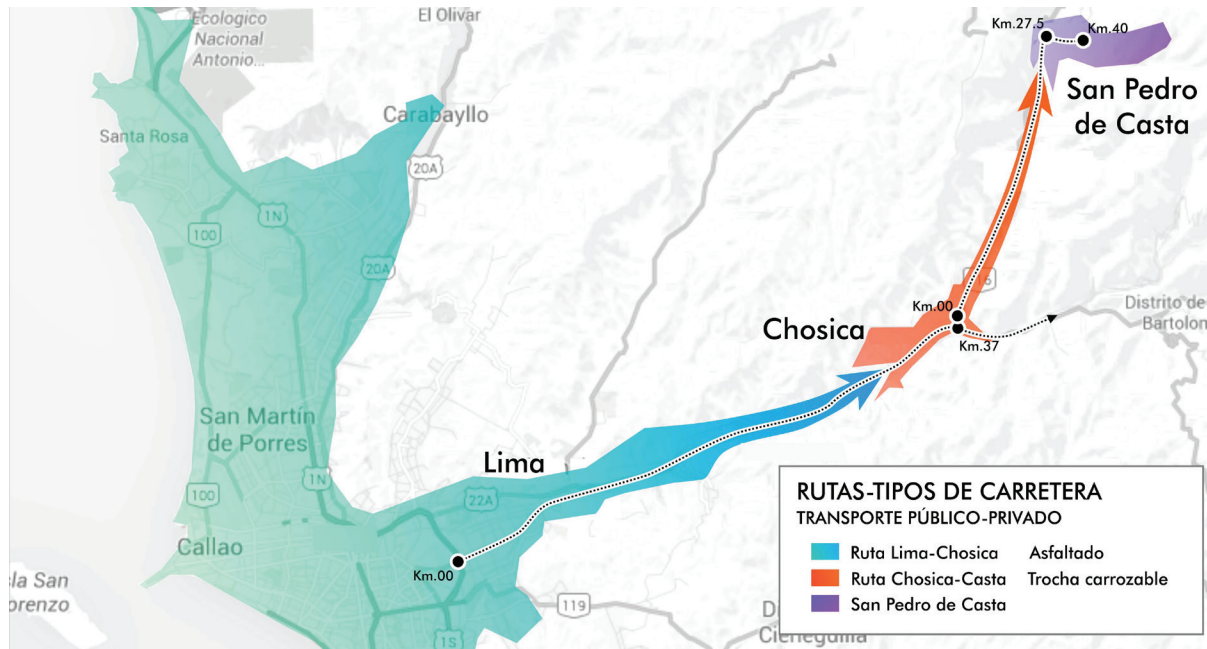 Ecologico
Nacional
Antonio...
El Olivar
Km.27.5
Km.40
San Pedro
de Casta
Carabayllo
Santa Rosa
20A
1N
100
20A
Km.00
Distrito de
Bartolon
Chosica
Km.37
San Martín
de Porres
Lima
1N
22A
100
Callao
Km.00
Isla San
orenzo
119
1S
Cieneguilla
RUTAS-TIPOS DE CARRETERA
TRANSPORTE PÚBLICO-PRIVADO
Ruta Lima-Chosica Asfaltado
Ruta Chosica-Casta Trocha carrozable
San Pedro de Casta